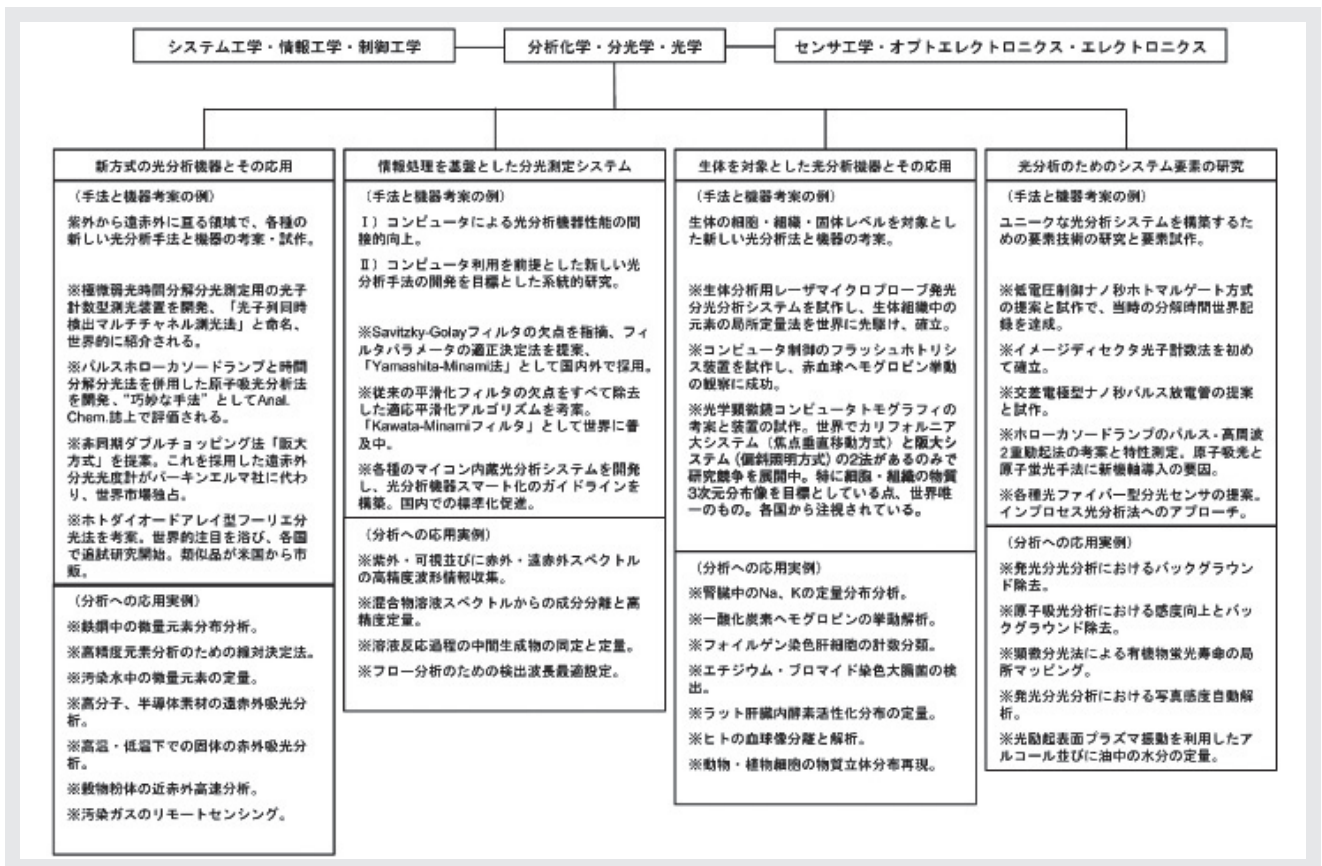 システム工学・情報工学・制御工学
分析化学・分光学・光学
センサ工学・オプトエレクトロニクス・エレクトロニクス
新方式の光分析機器とその応用
（手法と機器考案の例）
紫外から遠赤外に亘る領域で、各種の
新しい光分析手法と機器の考案・試作。
※極微弱光時間分解分光測定用の光子
計数型測光装置を開発、「光子列同時
検出マルチチャネル測光法」と命名、
世界的に紹介される。
※パルスホローカソードランプと時間
分解分光法を併用した原子吸光分析法
を開発、“巧妙な手法”としてAnal.
Chem.誌上で評価される。
※非同期ダブルチョッピング法「阪大
方式」を提案。これを採用した遠赤外
分光光度計がパーキンエルマ社に代わ
り、世界市場独占。
※ホトダイオードアレイ型フーリエ分
光法を考案。世界的注目を浴び、各国
で追試研究開始。類似品が米国から市
販。
（分析への応用実例）
※鉄鋼中の微量元素分布分析。
※高精度元素分析のための線対決定法。
※汚染水中の微量元素の定量。
※高分子、半導体素材の遠赤外吸光分
析。
※高温・低温下での固体の赤外吸光分
析。
※穀物粉体の近赤外高速分析。
※汚染ガスのリモートセンシング。
情報処理を基盤とした分光測定システム
（手法と機器考案の例）
Ⅰ）コンピュータによる光分析機器性能の間
接的向上。
Ⅱ）コンピュータ利用を前提とした新しい光
分析手法の開発を目標とした系統的研究。
※Savitzky-Golayフィルタの欠点を指摘、フィ
ルタパラメータの適正決定法を提案、
「Yamashita-Minami法」として国内外で採用。
※従来の平滑化フィルタの欠点をすべて除去
した適応平滑化アルゴリズムを考案。
「Kawata-Minamiフィルタ」として世界に普
及中。
※各種のマイコン内蔵光分析システムを開発
し、光分析機器スマート化のガイドラインを
構築。国内での標準化促進。
（分析への応用実例）
※紫外・可視並びに赤外・遠赤外スペクトル
の高精度波形情報収集。
※混合物溶液スペクトルからの成分分離と高
精度定量。
※溶液反応過程の中間生成物の同定と定量。
※フロー分析のための検出波長最適設定。
生体を対象とした光分析機器とその応用
（手法と機器考案の例）
生体の細胞・組織・固体レベルを対象とし
た新しい光分析法と機器の考案。
※生体分析用レーザマイクロプローブ発光
分光分析システムを試作し、生体組織中の
元素の局所定量法を世界に先駆け、確立。
※コンピュータ制御のフラッシュホトリシ
ス装置を試作し、赤血球ヘモグロビン挙動
の観察に成功。
※光学顕微鏡コンピュータトモグラフィの
考案と装置の試作。世界でカリフォルニア
大システム（焦点垂直移動方式）と阪大シ
ステム（偏斜照明方式）の2法があるのみで
研究競争を展開中。特に細胞・組織の物質
3次元分布像を目標としている点、世界唯
一のもの。各国から注視されている。
（分析への応用実例）
※腎臓中のNa、Kの定量分布分析。
※一酸化炭素ヘモグロビンの挙動解析。
※フォイルゲン染色肝細胞の計数分類。
※エチジウム・ブロマイド染色大腸菌の検
出。
※ラット肝臓内酵素活性化分布の定量。
※ヒトの血球像分離と解析。
※動物・植物細胞の物質立体分布再現。
光分析のためのシステム要素の研究
（手法と機器考案の例）
ユニークな光分析システムを構築するた
めの要素技術の研究と要素試作。
※低電圧制御ナノ秒ホトマルゲート方式
の提案と試作で、当時の分解時間世界記
録を達成。
※イメージディセクタ光子計数法を初め
て確立。
※交差電極型ナノ秒パルス放電管の提案
と試作。
※ホローカソードランプのパルス-高周波
2重励起法の考案と特性測定。原子吸光と
原子蛍光手法に新機軸導入の要因。
※各種光ファイバー型分光センサの提案。
インプロセス光分析法へのアプローチ。
（分析への応用実例）
※発光分光分析におけるバックグラウン
ド除去。
※原子吸光分析における感度向上とバッ
クグラウンド除去。
※顕微分光法による有機物蛍光寿命の局
所マッピング。
※発光分光分析における写真感度自動解
析。
※光励起表面プラズマ振動を利用したア
ルコール並びに油中の水分の定量。